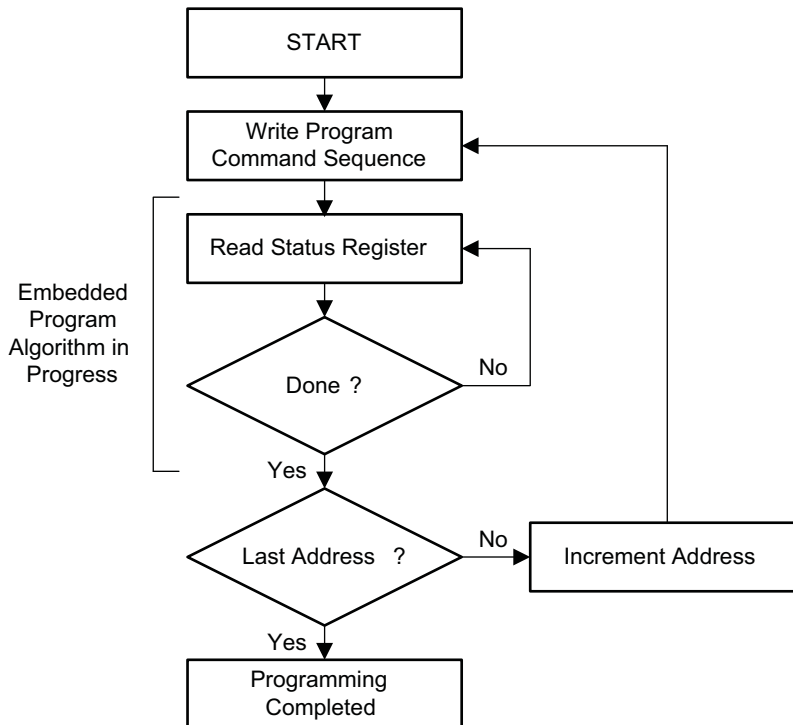 START
Write Program
Command Sequence
Read Status Register
Embedded
Program
Algorithm in
Progress
Done ?
No
Yes
Last Address ?
No
Increment Address
Yes
Programming
Completed